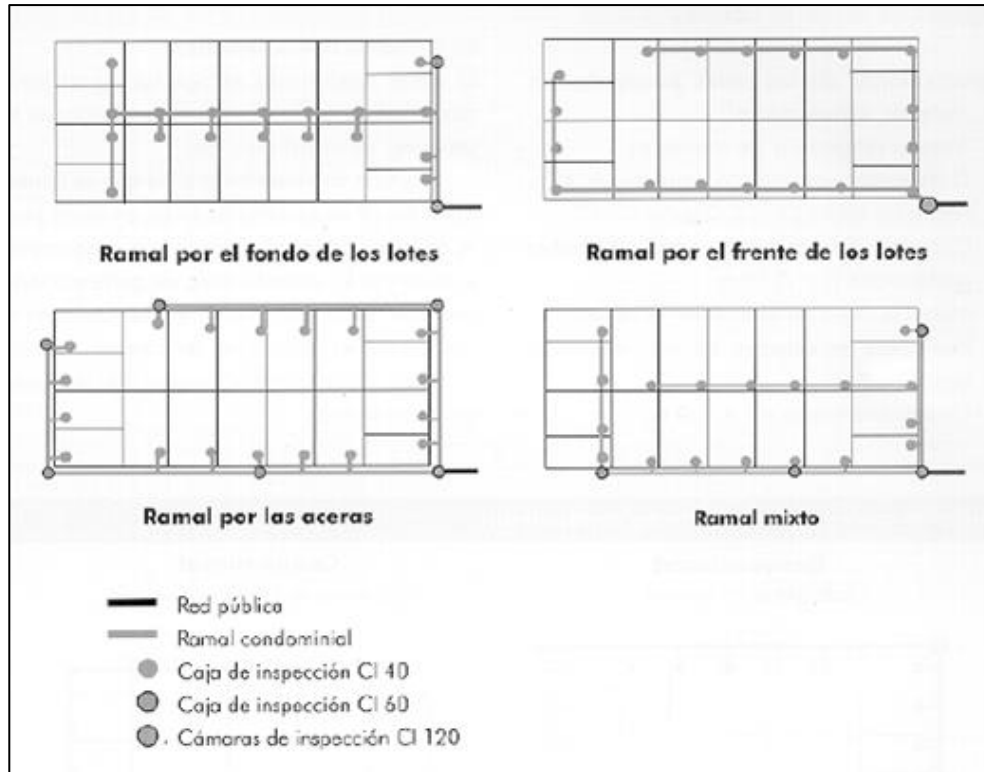 Ramal por el fondo de los lotes
Ramal por el frente de los lotes
Ramal por las aceras
Ramal mixto
Red pública
Ramal condominial
Caja de inspección CI 40
Caja de inspección CI 60
Cámaras de inspección CI 120